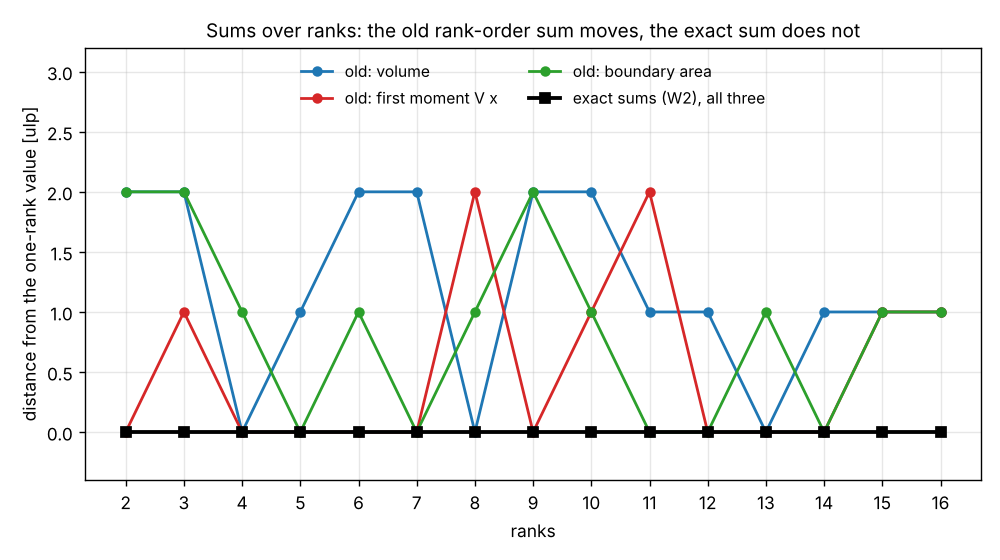 Sums over ranks: the old rank-order sum moves, the exact sum does not
old: volume
old: first moment V x
old: boundary area
exact sums (W2), all three
distance from the one-rank value [ulp]
3.0
2.5
2.0
1.5
1.0
0.5
0.0
2 3 4 5 6 7 8 9 10 11 12 13 14 15 16
ranks